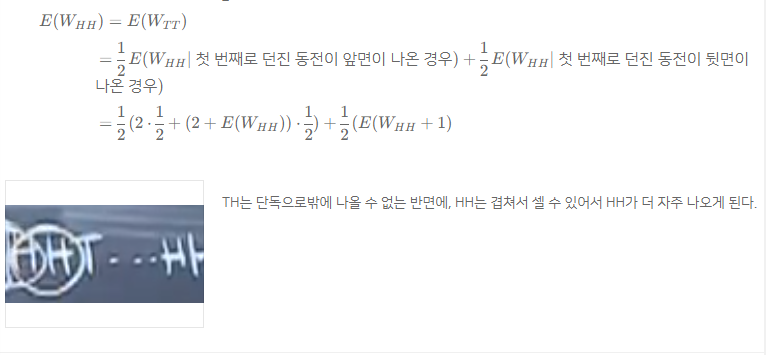 E(W_{HH}) = E(W_{TT})
= \frac{1}{2}E(W_{HH}| 첫 번째로 던진 동전이 앞면이 나온 경우) + \frac{1}{2}E(W_{HH}| 첫 번째로 던진 동전이 뒷면이
나온 경우)
= \frac{1}{2}(2 \cdot \frac{1}{2} + (2 + E(W_{HH})) \cdot \frac{1}{2}) + \frac{1}{2}(E(W_{HH} + 1)
TH는 단독으로밖에 나올 수 없는 반면에, HH는 겹쳐서 셀 수 있어서 HH가 더 자주 나오게 된다.
HHT ... HH